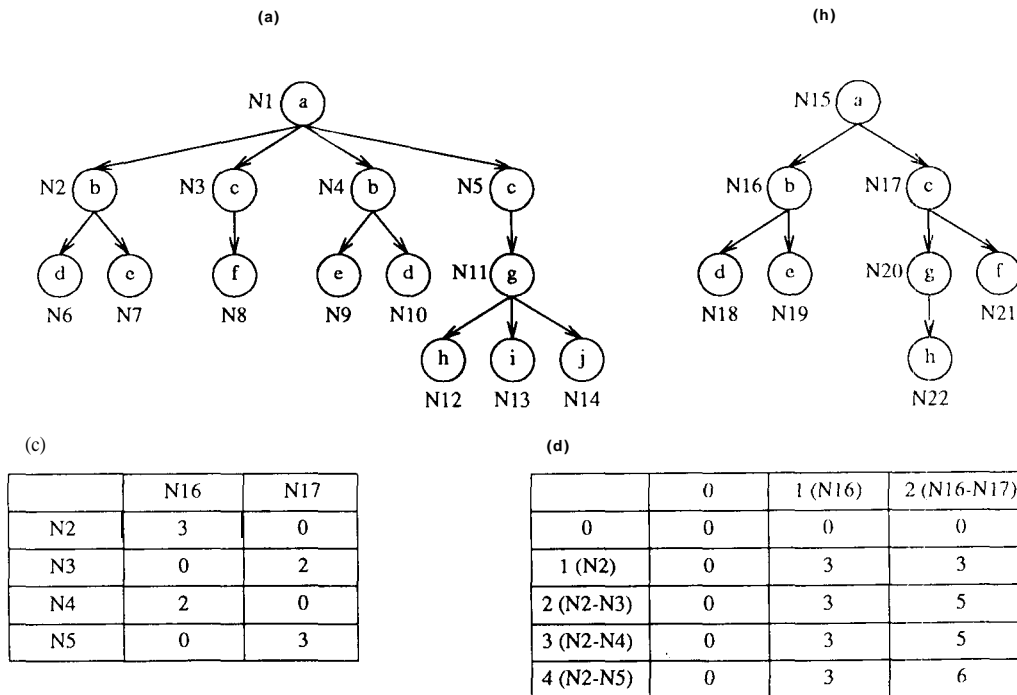 (a) (h)
N1 a N15 a
N2 b N3 c N4 b N5 c N16 b N17 c
d e f e d N11 g d e N20 g f
N6 N7 N8 N9 N10 N18 N19 N21
h i j h
N12 N13 N14 N22
(c) (d)
N16 N17
N2 3 0
N3 0 2
N4 2 0
N5 0 3
0 1 (N16) 2 (N16-N17)
0 0 0 0
1 (N2) 0 3 3
2 (N2-N3) 0 3 5
3 (N2-N4) 0 3 5
4 (N2-N5) 0 3 6